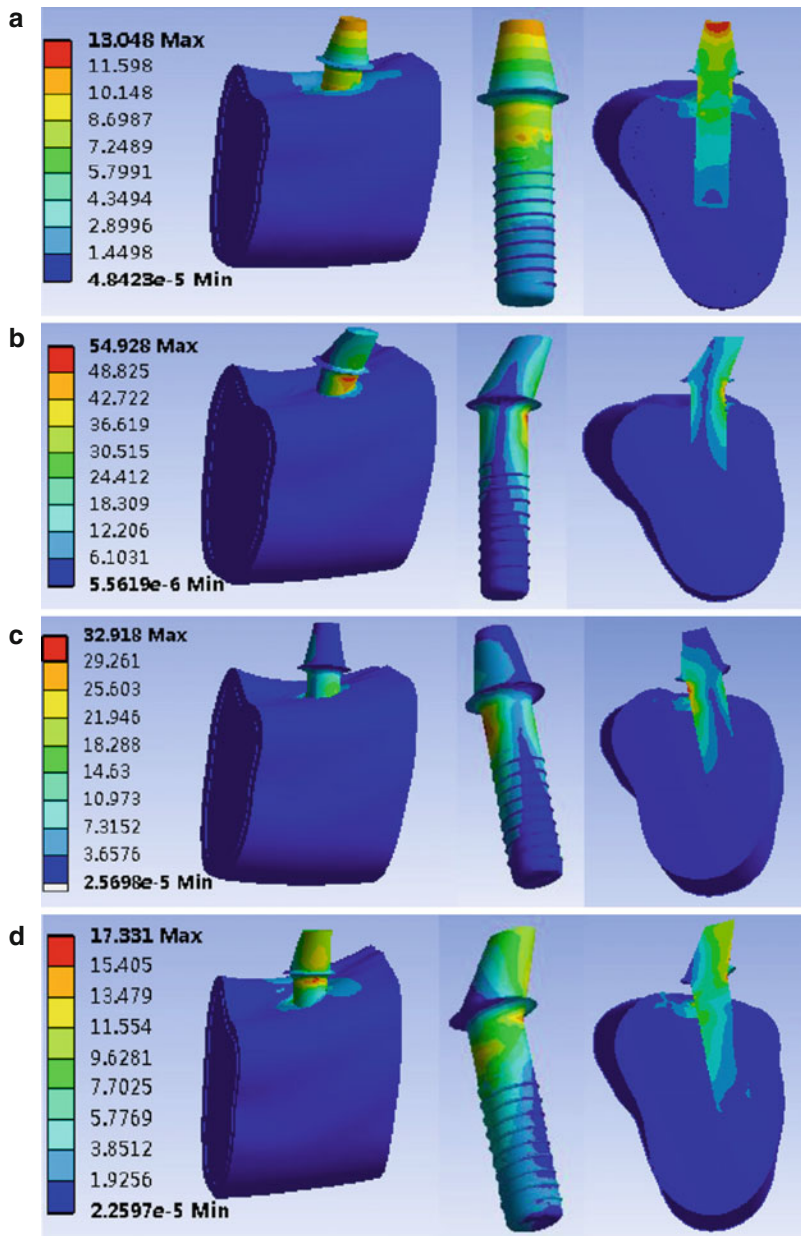 a
13.048 Max
11.598
10.148
8.6987
7.2489
5.7991
4.3494
2.8996
1.4498
4.8423e-5 Min
b
54.928 Max
48.825
42.722
36.619
30.515
24.412
18.309
12.206
6.1031
5.5619e-6 Min
c
32.918 Max
29.261
25.603
21.946
18.288
14.63
10.973
7.3152
3.6576
2.5698e-5 Min
d
17.331 Max
15.405
13.479
11.554
9.6281
7.7025
5.7769
3.8512
1.9256
2.2597e-5 Min